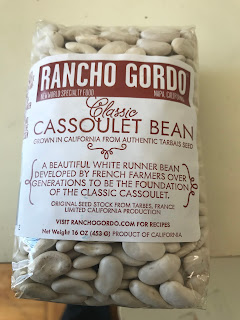 RANCHO GORDO
NEW WORLD SPECIALTY FOOD
NAPA, CALIFORNIA
Classic
CASSOULET BEAN
GROWN IN CALIFORNIA FROM AUTHENTIC TARBAIS SEED
A BEAUTIFUL WHITE RUNNER BEAN
DEVELOPED BY FRENCH FARMERS OVER
GENERATIONS TO BE THE FOUNDATION
OF THE CLASSIC CASSOULET.
ORIGINAL SEED STOCK FROM TARBES, FRANCE
LIMITED CALIFORNIA PRODUCTION
VISIT RANCHOGORDO.COM FOR RECIPES
Net Weight 16 OZ (453 G) PRODUCT OF CALIFORNIA